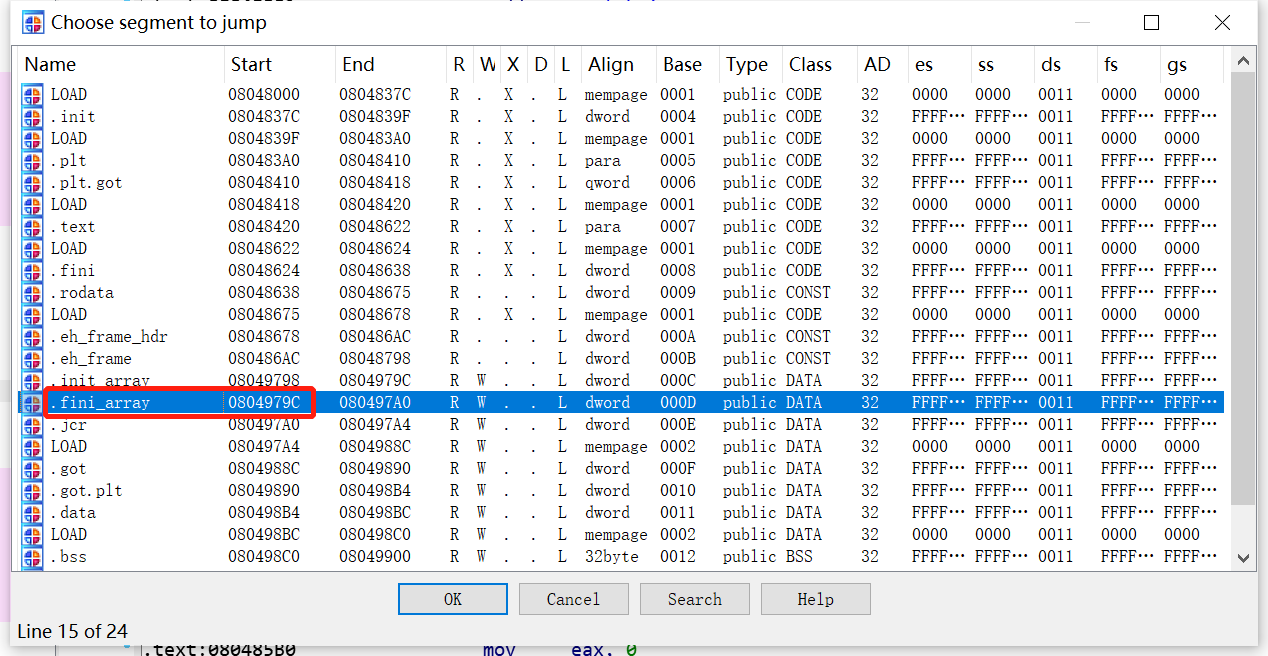 Choose segment to jump
Name Start End R W X D L Align Base Type Class AD es ss ds fs gs
LOAD 08048000 0804837C R . X . L mempage 0001 public CODE 32 0000 0000 0011 0000 0000
.init 0804837C 0804839F R . X . L dword 0004 public CODE 32 FFFF… FFFF… 0011 FFFF… FFFF…
LOAD 0804839F 080483A0 R . X . L mempage 0001 public CODE 32 0000 0000 0011 0000 0000
.plt 080483A0 08048410 R . X . L para 0005 public CODE 32 FFFF… FFFF… 0011 FFFF… FFFF…
.plt.got 08048410 08048418 R . X . L qword 0006 public CODE 32 FFFF… FFFF… 0011 FFFF… FFFF…
LOAD 08048418 08048420 R . X . L mempage 0001 public CODE 32 0000 0000 0011 0000 0000
.text 08048420 08048622 R . X . L para 0007 public CODE 32 FFFF… FFFF… 0011 FFFF… FFFF…
LOAD 08048622 08048624 R . X . L mempage 0001 public CODE 32 0000 0000 0011 0000 0000
.fini 08048624 08048638 R . X . L dword 0008 public CODE 32 FFFF… FFFF… 0011 FFFF… FFFF…
.rodata 08048638 08048675 R . . . L dword 0009 public CONST 32 FFFF… FFFF… 0011 FFFF… FFFF…
LOAD 08048675 08048678 R . X . L mempage 0001 public CODE 32 0000 0000 0011 0000 0000
.eh_frame_hdr 08048678 080486AC R . . . L dword 000A public CONST 32 FFFF… FFFF… 0011 FFFF… FFFF…
.eh_frame 080486AC 08048798 R . . . L dword 000B public CONST 32 FFFF… FFFF… 0011 FFFF… FFFF…
.init_array 08049798 0804979C R W . . L dword 000C public DATA 32 FFFF… FFFF… 0011 FFFF… FFFF…
.fini_array 0804979C 080497A0 R W . . L dword 000D public DATA 32 FFFF… FFFF… 0011 FFFF… FFFF…
.jcr 080497A0 080497A4 R W . . L dword 000E public DATA 32 FFFF… FFFF… 0011 FFFF… FFFF…
LOAD 080497A4 0804988C R W . . L mempage 0002 public DATA 32 0000 0000 0011 0000 0000
.got 0804988C 08049890 R W . . L dword 000F public DATA 32 FFFF… FFFF… 0011 FFFF… FFFF…
.got.plt 08049890 080498B4 R W . . L dword 0010 public DATA 32 FFFF… FFFF… 0011 FFFF… FFFF…
.data 080498B4 080498BC R W . . L dword 0011 public DATA 32 FFFF… FFFF… 0011 FFFF… FFFF…
LOAD 080498BC 080498C0 R W . . L mempage 0002 public DATA 32 0000 0000 0011 0000 0000
.bss 080498C0 08049900 R W . . L 32byte 0012 public BSS 32 FFFF… FFFF… 0011 FFFF… FFFF…
OK Cancel Search Help
Line 15 of 24
.text:080485B0 mov eax, 0